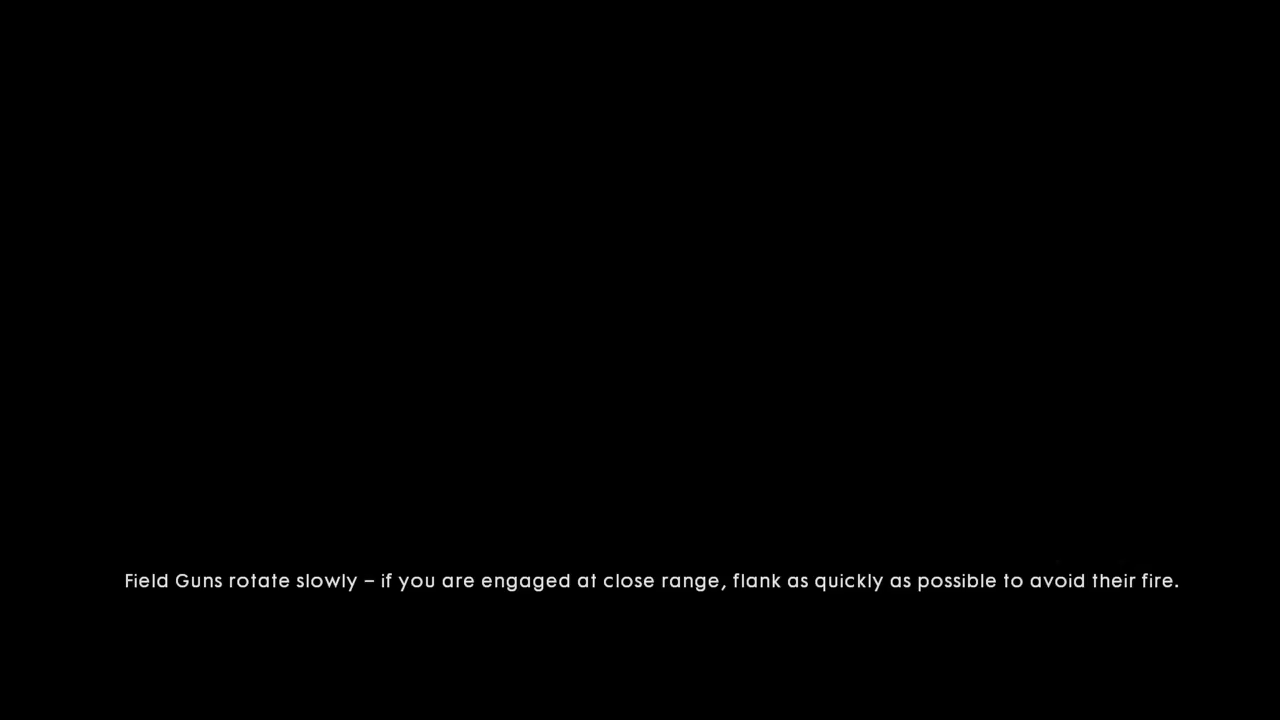 Field Guns rotate slowly – if you are engaged at close range, flank as quickly as possible to avoid their fire.